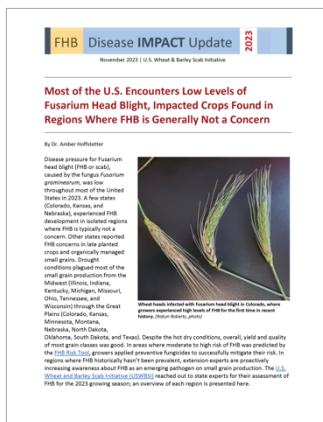 FHB Disease IMPACT Update 2023
November 2023 | U.S. Wheat & Barley Scab Initiative
Most of the U.S. Encounters Low Levels of
Fusarium Head Blight, Impacted Crops Found in
Regions Where FHB is Generally Not a Concern
By Dr. Amber Hoffstetter
Disease pressure for Fusarium
head blight (FHB or scab),
caused by the fungus Fusarium
graminearum, was low
throughout most of the United
States in 2023. A few states
(Colorado, Kansas, and
Nebraska), experienced FHB
development in isolated regions
where FHB is typically not a
concern. Other states reported
FHB concerns in late planted
crops and organically managed
small grains. Drought
conditions plagued most of the
small grain production from the
Midwest (Illinois, Indiana,
Kentucky, Michigan, Missouri,
Ohio, Tennessee, and
Wisconsin) through the Great
Plains (Colorado, Kansas,
Minnesota, Montana,
Nebraska, North Dakota,
Wheat heads infected with Fusarium head blight in Colorado, where
growers experienced high levels of FHB for the first time in recent
history. (Robyn Roberts, photo)
Oklahoma, South Dakota, and Texas). Despite the hot dry conditions, overall, yield and quality
of most grain classes was good. In areas where moderate to high risk of FHB was predicted by
the FHB Risk Tool, growers applied preventive fungicides to successfully mitigate their risk. In
regions where FHB historically hasn't been prevalent, extension experts are proactively
increasing awareness about FHB as an emerging pathogen on small grain production. The U.S.
Wheat and Barley Scab Initiative (USWBSI) reached out to state experts for their assessment of
FHB for the 2023 growing season; an overview of each region is presented here.